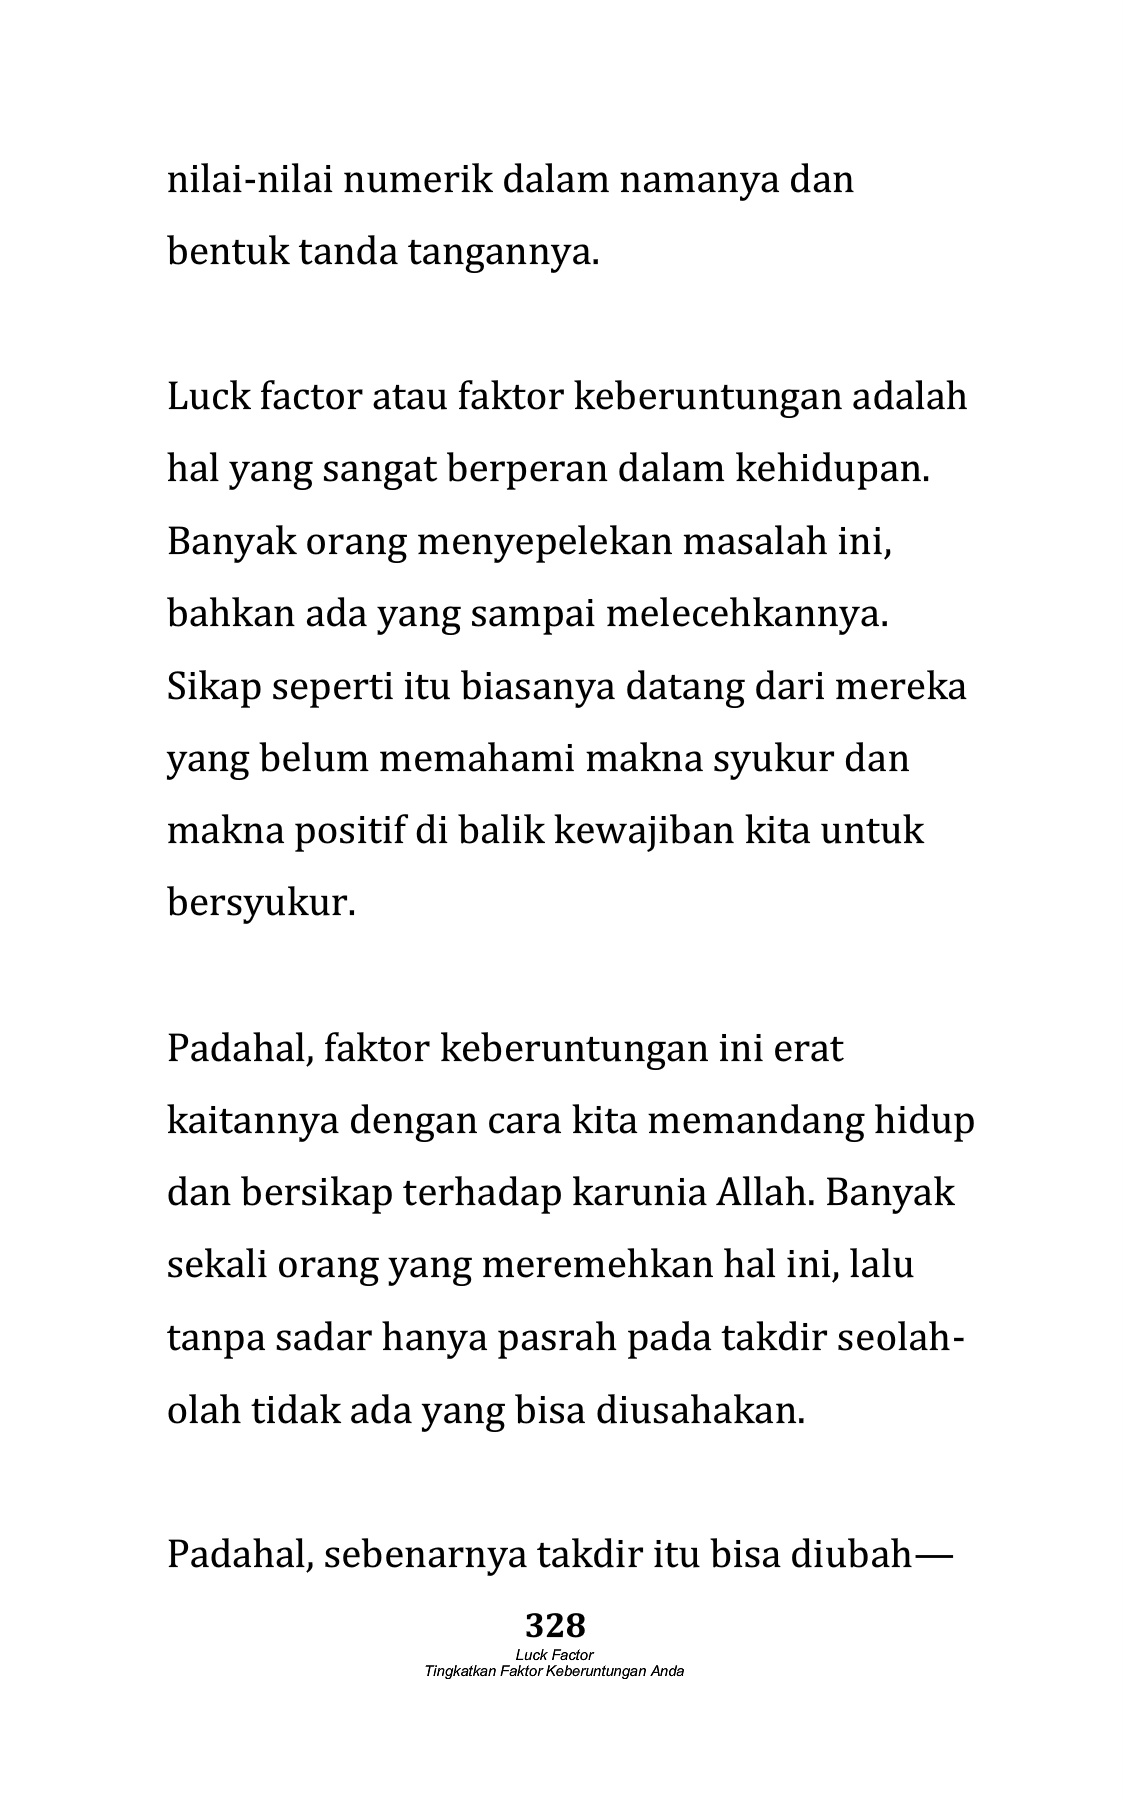 nilai-nilai numerik dalam namanya dan
bentuk tanda tangannya.
Luck factor atau faktor keberuntungan adalah
hal yang sangat berperan dalam kehidupan.
Banyak orang menyepelekan masalah ini,
bahkan ada yang sampai melecehkannya.
Sikap seperti itu biasanya datang dari mereka
yang belum memahami makna syukur dan
makna positif di balik kewajiban kita untuk
bersyukur.
Padahal, faktor keberuntungan ini erat
kaitannya dengan cara kita memandang hidup
dan bersikap terhadap karunia Allah. Banyak
sekali orang yang meremehkan hal ini, lalu
tanpa sadar hanya pasrah pada takdir seolah-
olah tidak ada yang bisa diusahakan.
Padahal, sebenarnya takdir itu bisa diubah—
328
Luck Factor
Tingkatkan Faktor Keberuntungan Anda